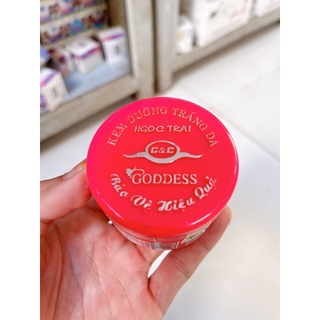 KEM DƯỠNG TRẮNG DA
NGỌC TRAI
G&C
GODDESS
Bảo Vệ Hiệu Quả